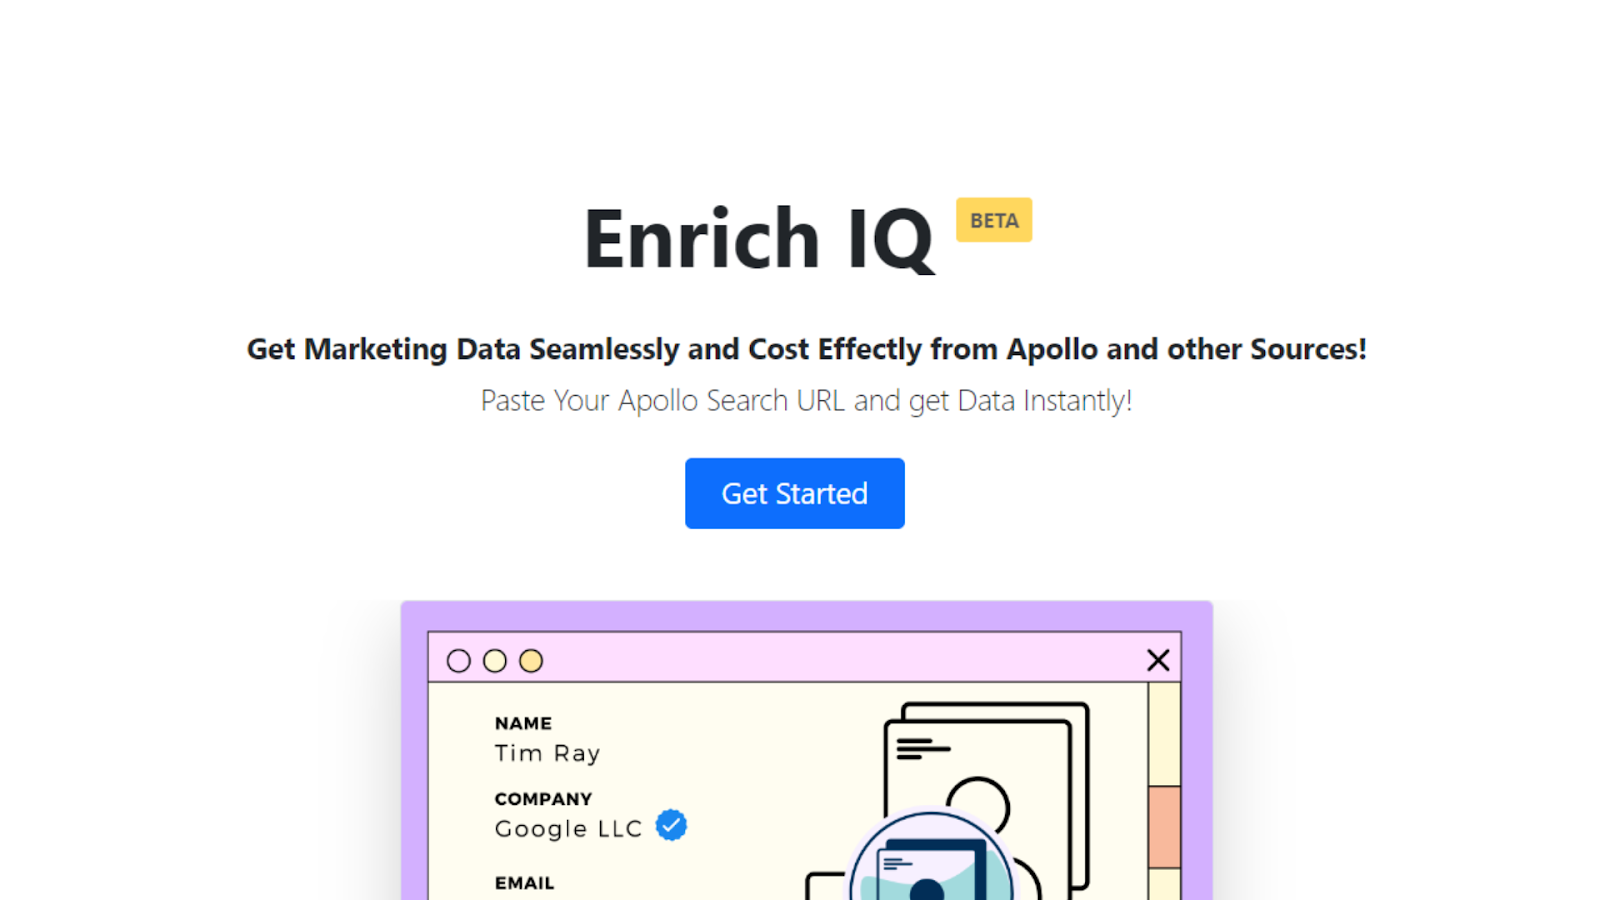 Enrich IQ BETA
Get Marketing Data Seamlessly and Cost Effectly from Apollo and other Sources!
Paste Your Apollo Search URL and get Data Instantly!
Get Started
NAME
Tim Ray
COMPANY
Google LLC
EMAIL